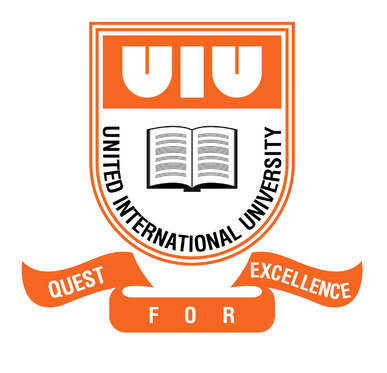 UIU
UNITED INTERNATIONAL UNIVERSITY
QUEST
FOR
EXCELLENCE